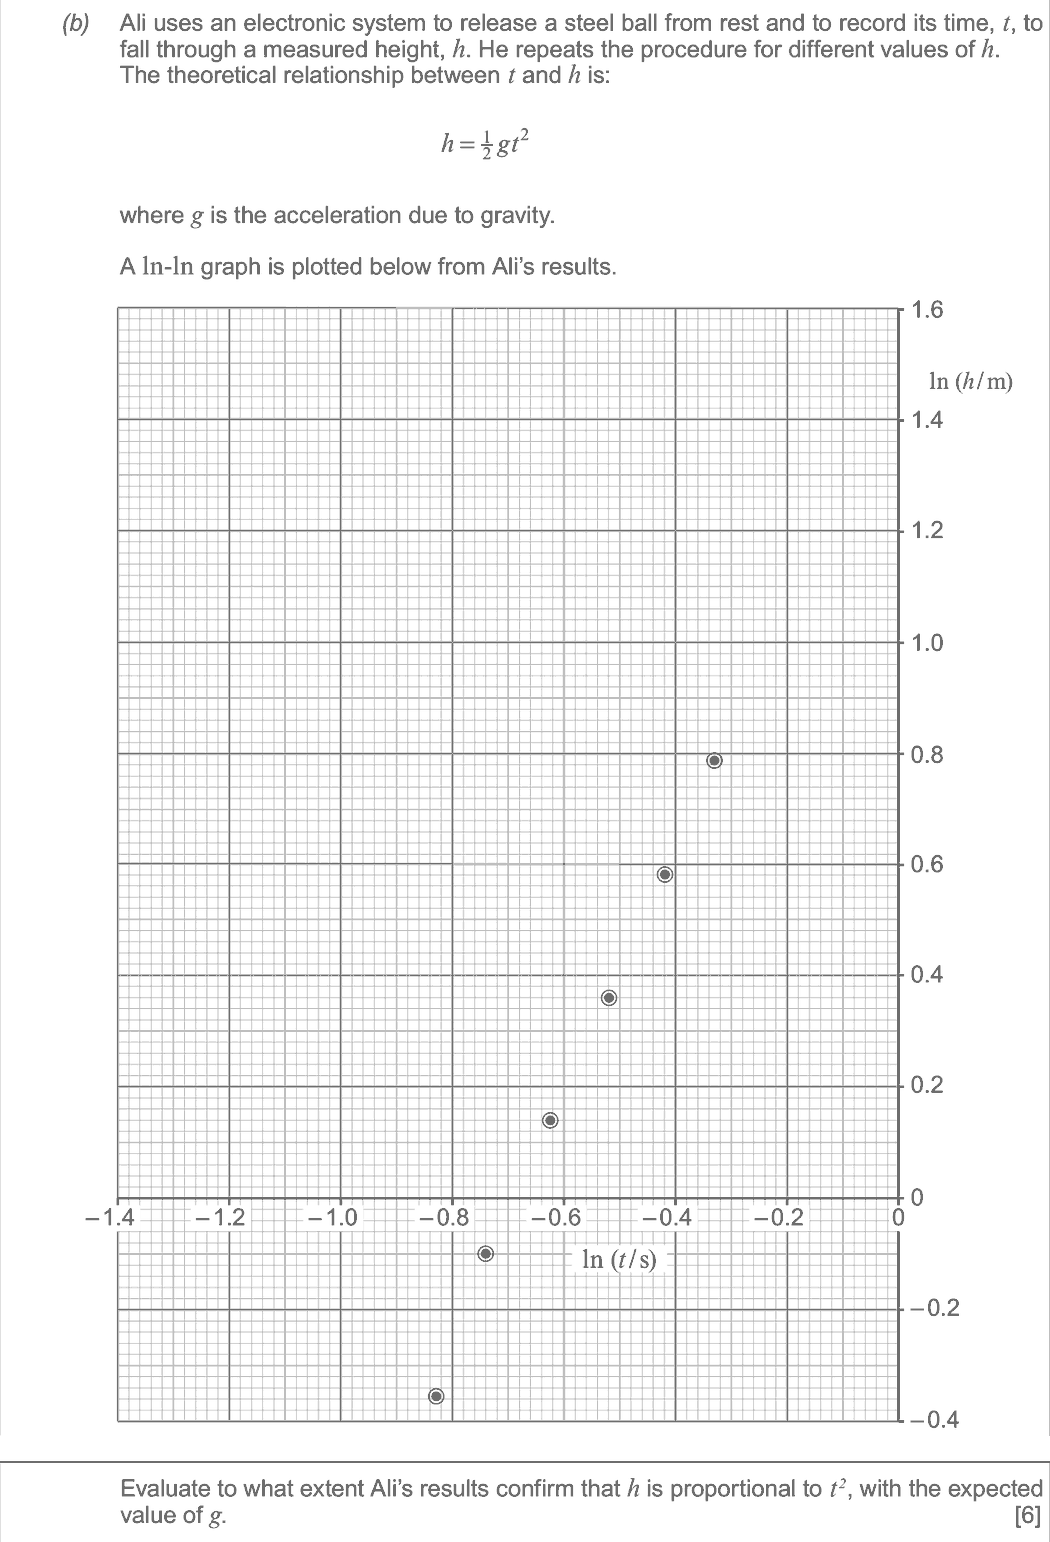 (b) Ali uses an electronic system to release a steel ball from rest and to record its time, t, to
fall through a measured height, h. He repeats the procedure for different values of h.
The theoretical relationship between t and h is:
h = ½ gt²
where g is the acceleration due to gravity.
A ln-ln graph is plotted below from Ali's results.
1.6
ln (h/m)
1.4
1.2
1.0
0.8
0.6
0.4
0.2
0
−1.4 −1.2 −1.0 −0.8 −0.6 −0.4 −0.2 0
ln (t/s)
−0.2
−0.4
Evaluate to what extent Ali's results confirm that h is proportional to t², with the expected
value of g. [6]